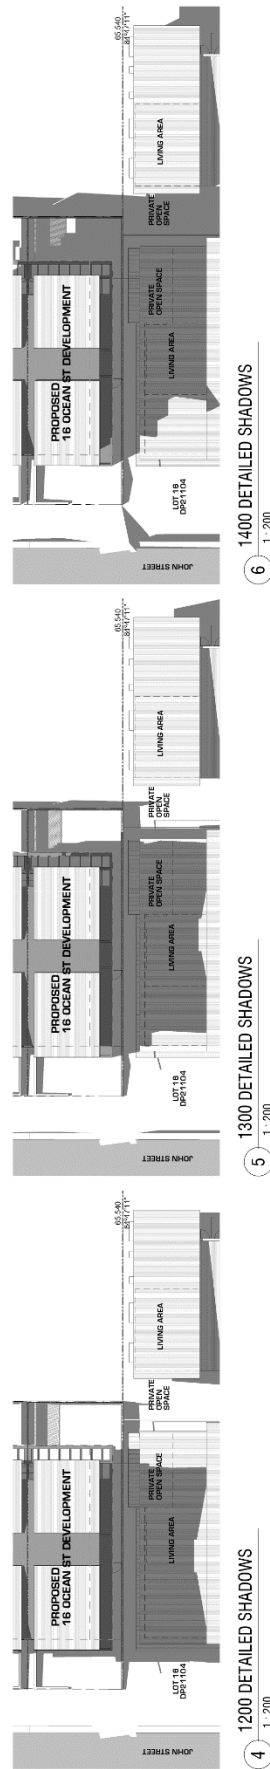 65.540
PROPOSED
16 OCEAN ST DEVELOPMENT
LIVING AREA
PRIVATE
OPEN
SPACE
PRIVATE
OPEN SPACE
LIVING AREA
LOT 18
DP21104
JOHN STREET
4
1200 DETAILED SHADOWS
1 : 200
65.540
PROPOSED
16 OCEAN ST DEVELOPMENT
LIVING AREA
PRIVATE
OPEN
SPACE
PRIVATE
OPEN SPACE
LIVING AREA
LOT 18
DP21104
JOHN STREET
5
1300 DETAILED SHADOWS
1 : 200
65.540
PROPOSED
16 OCEAN ST DEVELOPMENT
LIVING AREA
PRIVATE
OPEN
SPACE
PRIVATE
OPEN SPACE
LIVING AREA
LOT 18
DP21104
JOHN STREET
6
1400 DETAILED SHADOWS
1 : 200